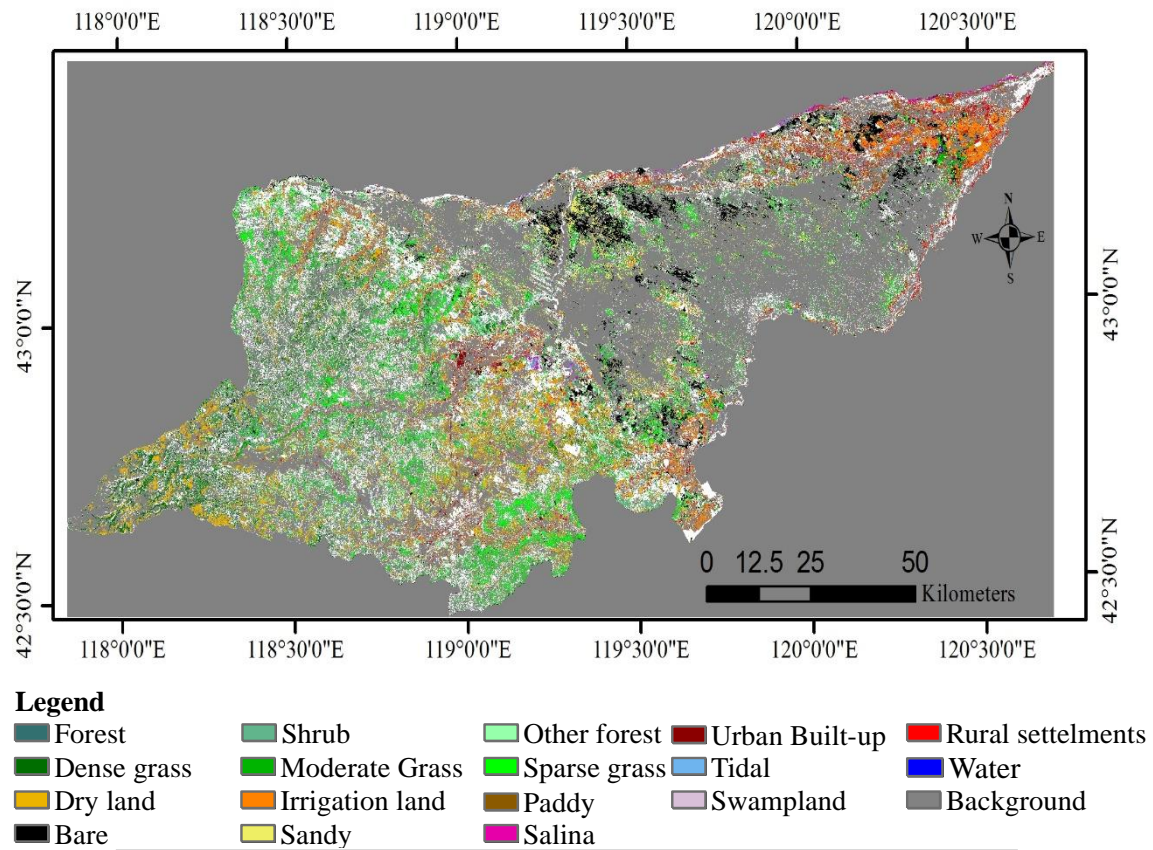 118°0'0"E 118°30'0"E 119°0'0"E 119°30'0"E 120°0'0"E 120°30'0"E
N
W E
S
43°0'0"N
43°0'0"N
42°30'0"N
42°30'0"N
0 12.5 25 50
Kilometers
118°0'0"E 118°30'0"E 119°0'0"E 119°30'0"E 120°0'0"E 120°30'0"E
Legend
Forest Shrub Other forest Urban Built-up Rural settelments
Dense grass Moderate Grass Sparse grass Tidal Water
Dry land Irrigation land Paddy Swampland Background
Bare Sandy Salina